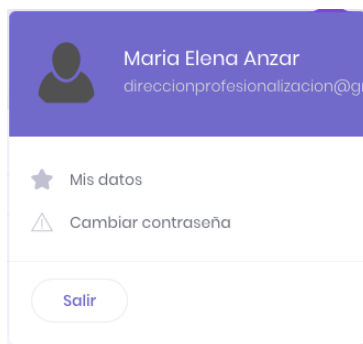 Maria Elena Anzar
direccionprofesionalizacion@g
Mis datos
Cambiar contraseña
Salir